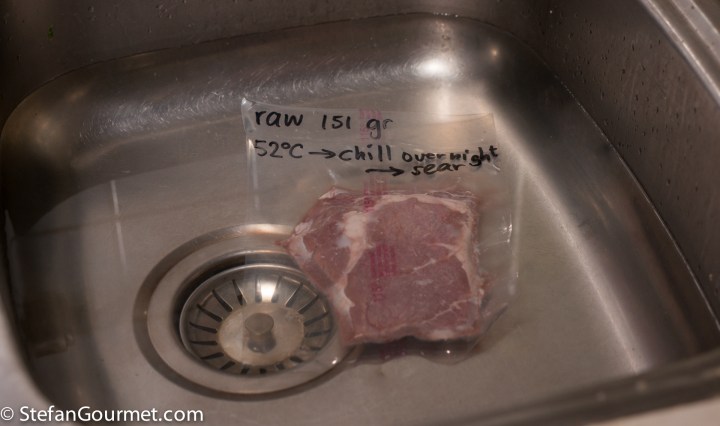 raw 151 gr
52°C → chill overnight
→ sear
© StefanGourmet.com